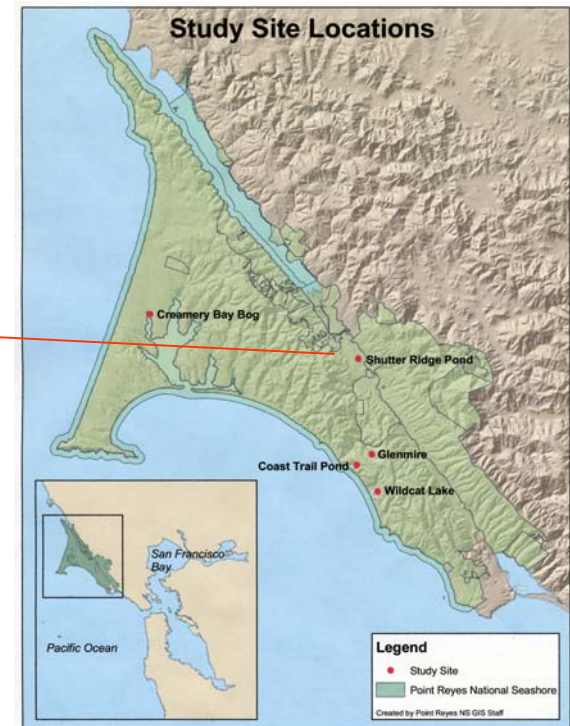 Study Site Locations
Creamery Bay Bog
Shutter Ridge Pond
Glenmire
Coast Trail Pond
Wildcat Lake
San Francisco
Bay
Pacific Ocean
Legend
Study Site
Point Reyes National Seashore
Created by Point Reyes NS GIS Staff